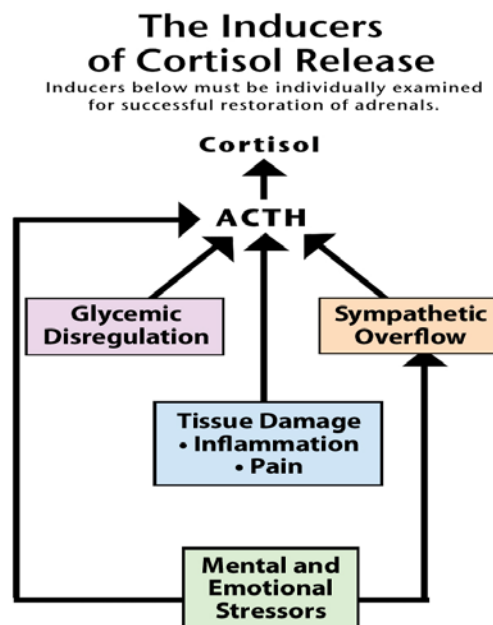 The Inducers
of Cortisol Release
Inducers below must be individually examined
for successful restoration of adrenals.
Cortisol
ACTH
Glycemic
Disregulation
Sympathetic
Overflow
Tissue Damage
• Inflammation
• Pain
Mental and
Emotional
Stressors